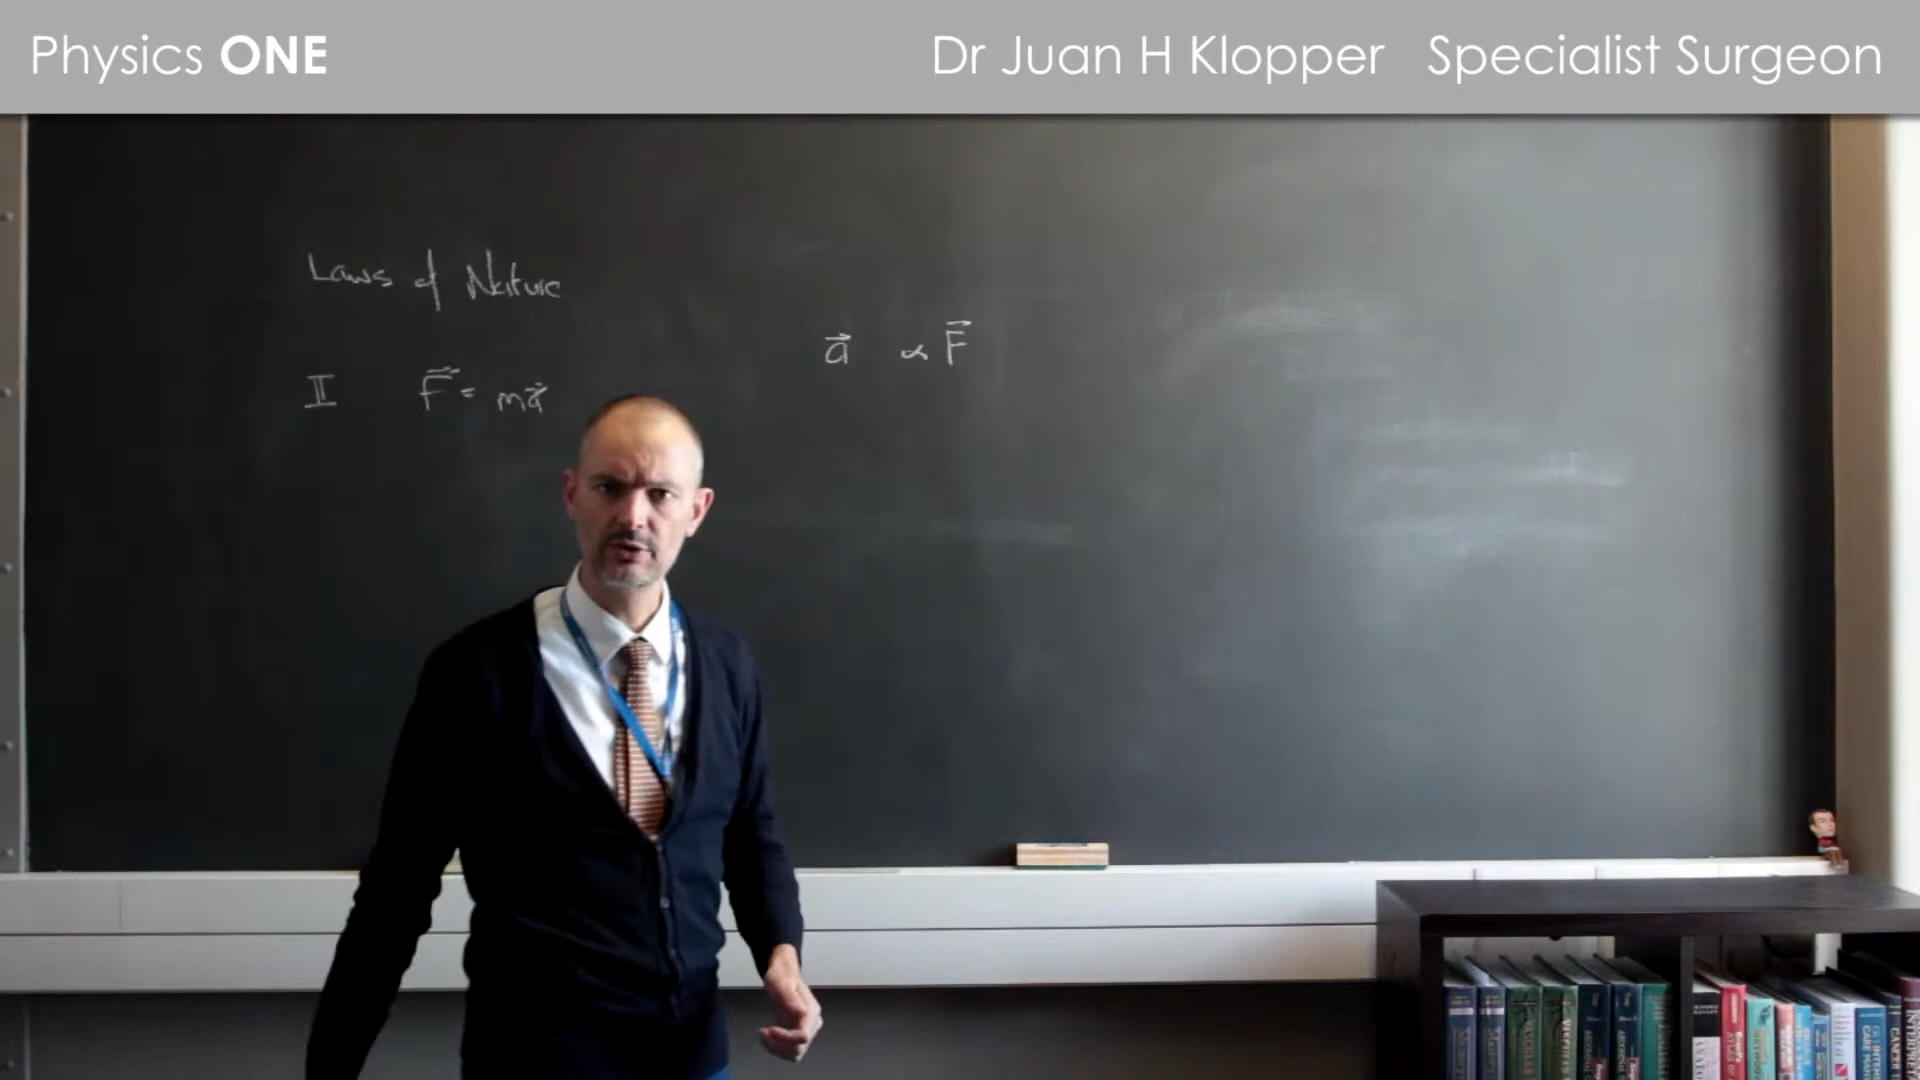 Physics ONE
Dr Juan H Klopper Specialist Surgeon
Laws of Nature
II F⃗ = ma⃗
a⃗ ∝ F⃗